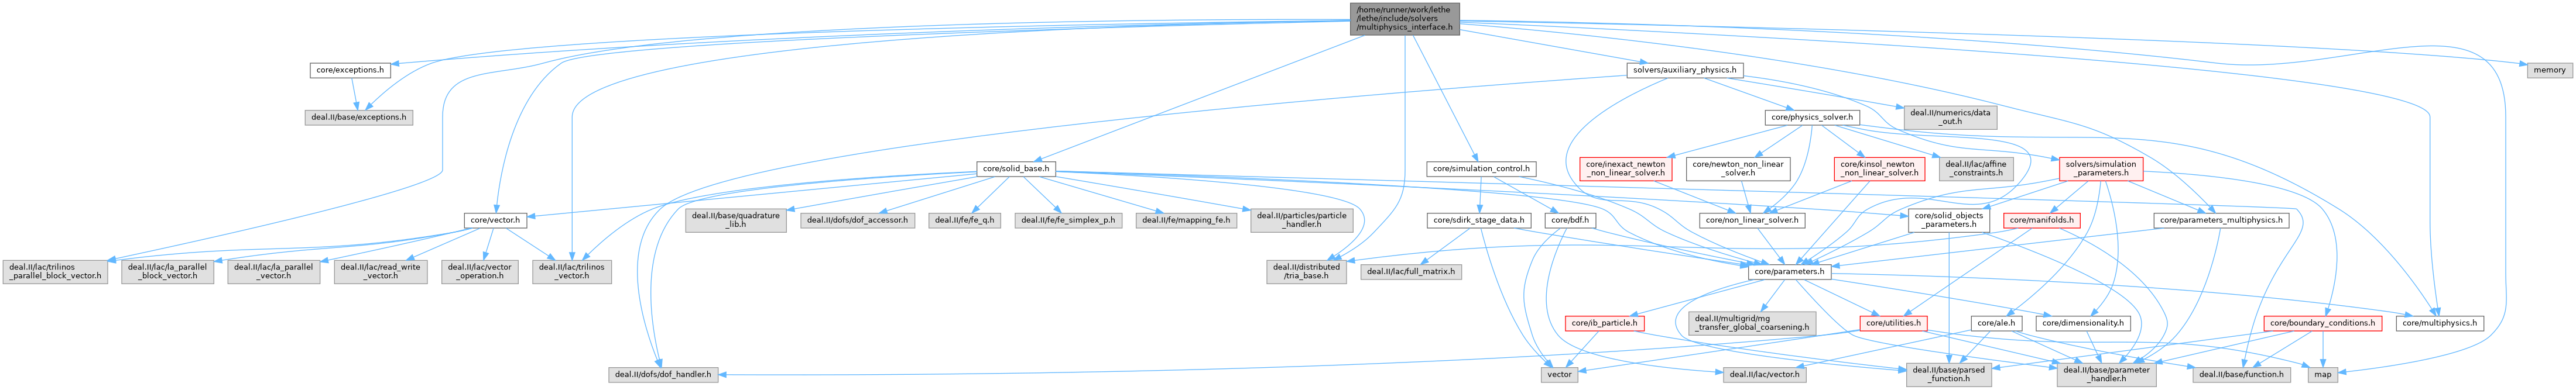 /home/runner/work/lethe
/lethe/include/solvers
/multiphysics_interface.h
core/exceptions.h
solvers/auxiliary_physics.h
memory
deal.II/base/exceptions.h
core/physics_solver.h
deal.II/numerics/data
_out.h
core/solid_base.h
core/simulation_control.h
core/inexact_newton
_non_linear_solver.h
core/newton_non_linear
_solver.h
core/kinsol_newton
_non_linear_solver.h
deal.II/lac/affine
_constraints.h
solvers/simulation
_parameters.h
core/vector.h
deal.II/base/quadrature
_lib.h
deal.II/dofs/dof_accessor.h
deal.II/fe/fe_q.h
deal.II/fe/fe_simplex_p.h
deal.II/fe/mapping_fe.h
deal.II/particles/particle
_handler.h
core/sdirk_stage_data.h
core/bdf.h
core/non_linear_solver.h
core/solid_objects
_parameters.h
core/manifolds.h
core/parameters_multiphysics.h
deal.II/lac/trilinos
_parallel_block_vector.h
deal.II/lac/la_parallel
_block_vector.h
deal.II/lac/la_parallel
_vector.h
deal.II/lac/read_write
_vector.h
deal.II/lac/vector
_operation.h
deal.II/lac/trilinos
_vector.h
deal.II/distributed
/tria_base.h
deal.II/lac/full_matrix.h
core/parameters.h
core/ib_particle.h
deal.II/multigrid/mg
_transfer_global_coarsening.h
core/utilities.h
core/ale.h
core/dimensionality.h
core/boundary_conditions.h
core/multiphysics.h
deal.II/dofs/dof_handler.h
vector
deal.II/lac/vector.h
deal.II/base/parsed
_function.h
deal.II/base/parameter
_handler.h
deal.II/base/function.h
map